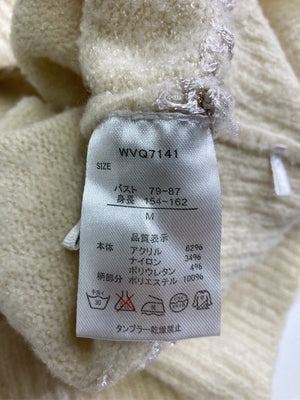 WVQ7141
SIZE
バスト 79~87
身長 154~162
M
品質表示
本体 アクリル 62%
ナイロン 34%
ポリウレタン 4%
柄部分 ポリエステル 100%
タンブラー乾燥禁止